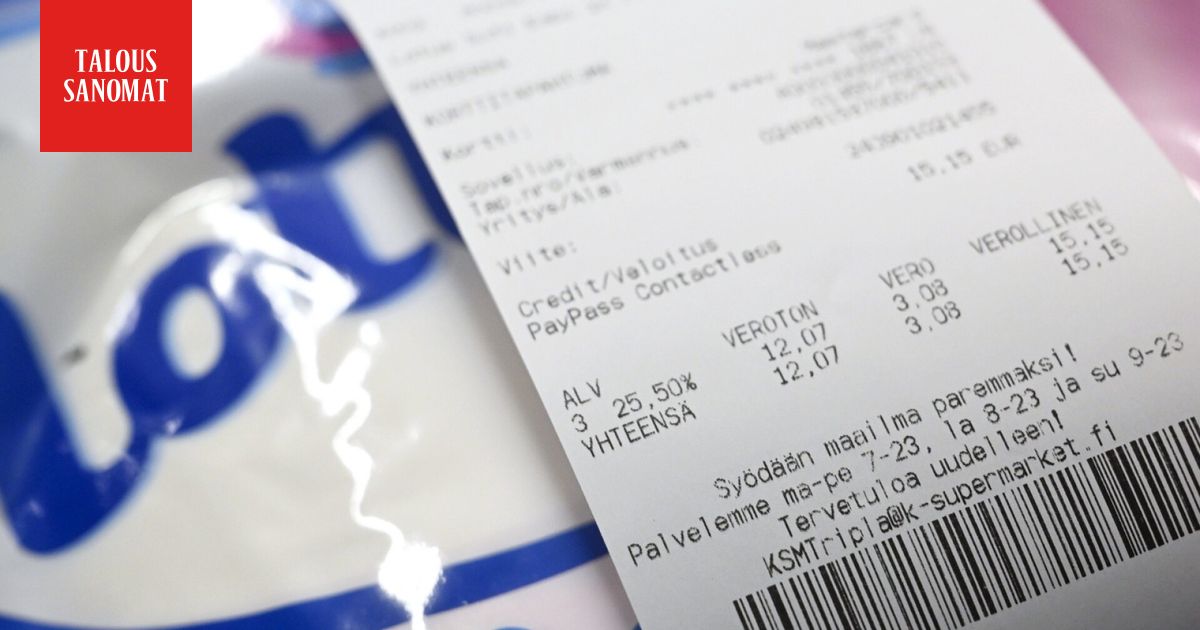 TALOUS
SANOMAT
Lot
Kortti:
Sovellus:
Tap.nro/Varmennus:
Yritys/Ala:
Viite:
15,15 EUR
Credit/Veloitus
PayPass Contactless
ALV VEROTON VERO VEROLLINEN
3 25,50% 12,07 3,08 15,15
YHTEENSÄ 12,07 3,08 15,15
Syödään maailma paremmaksi!
Palvelemme ma-pe 7-23, la 8-23 ja su 9-23
Tervetuloa uudelleen!
KSMTripla@k-supermarket.fi